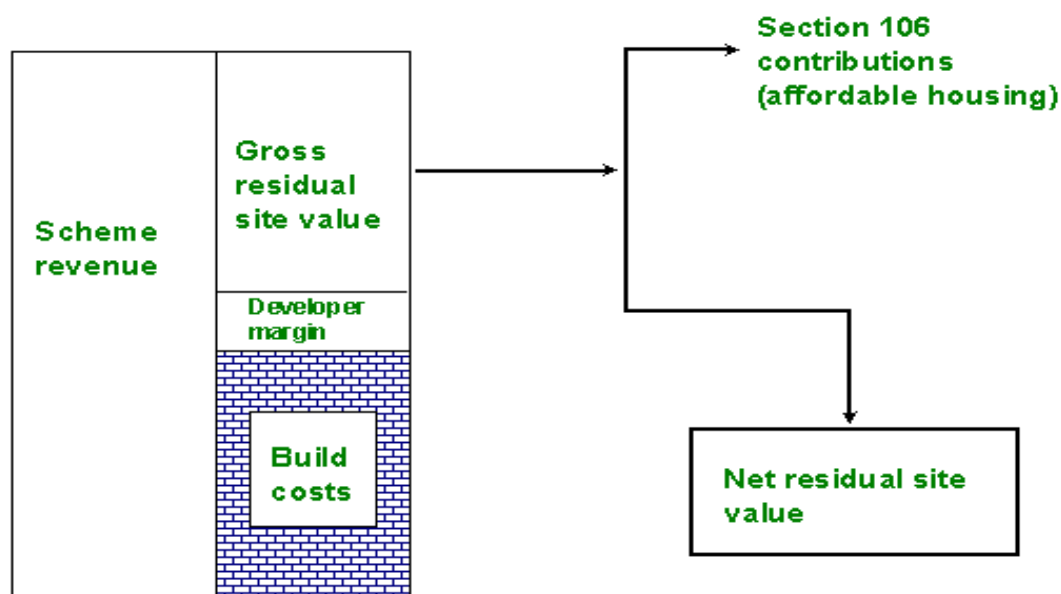 Section 106
contributions
(affordable housing)
Gross
residual
site value
Scheme
revenue
Developer
margin
Build
costs
Net residual site
value